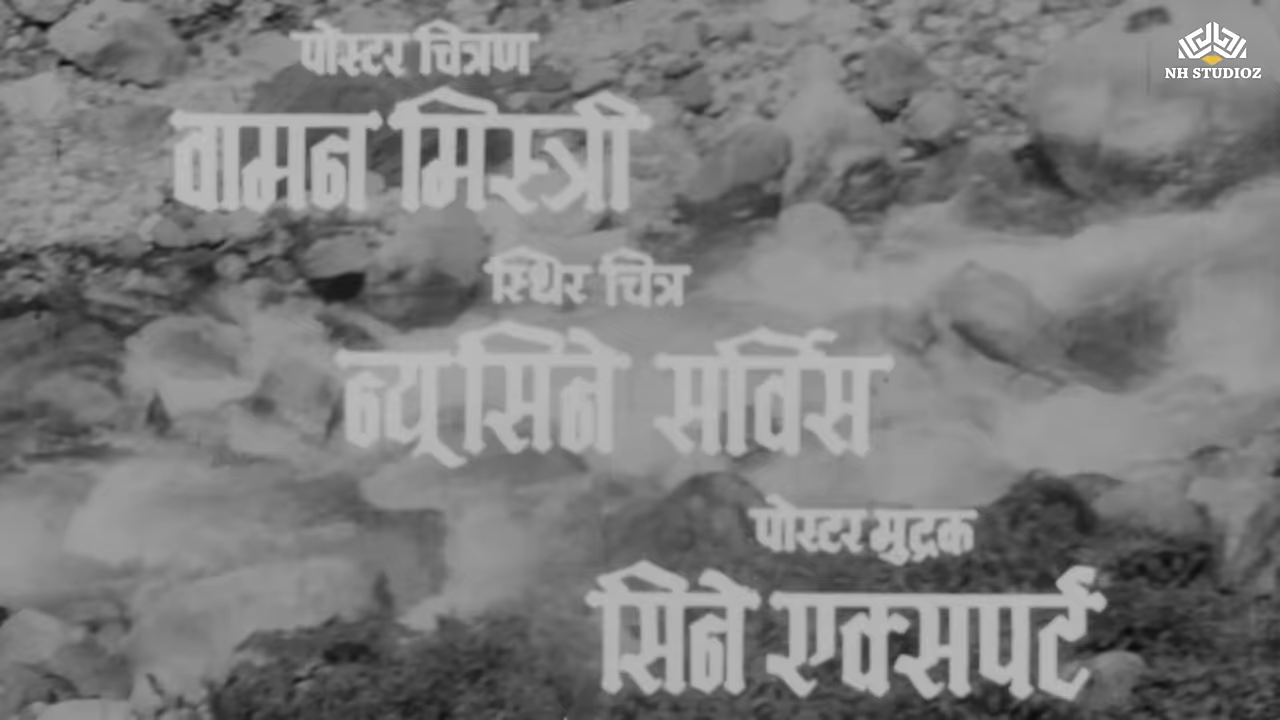 NH STUDIOZ
पोस्टर चित्रण
वामन मिस्त्री
स्थिर चित्र
न्यू सिने सर्विस
पोस्टर मुद्रक
सिने एक्सपर्ट